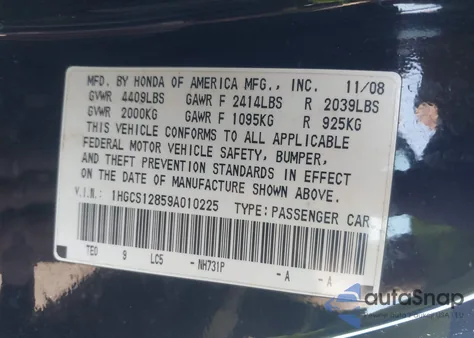 MFD. BY HONDA OF AMERICA MFG., INC. 11/08
GVWR 4409LBS GAWR F 2414LBS R 2039LBS
GVWR 2000KG GAWR F 1095KG R 925KG
THIS VEHICLE CONFORMS TO ALL APPLICABLE
FEDERAL MOTOR VEHICLE SAFETY, BUMPER,
AND THEFT PREVENTION STANDARDS IN EFFECT
ON THE DATE OF MANUFACTURE SHOWN ABOVE.
V.I.N: 1HGCS12859A010225 TYPE: PASSENGER CAR
TE0 9 LC5 -NH731P -A -A
autoSnap